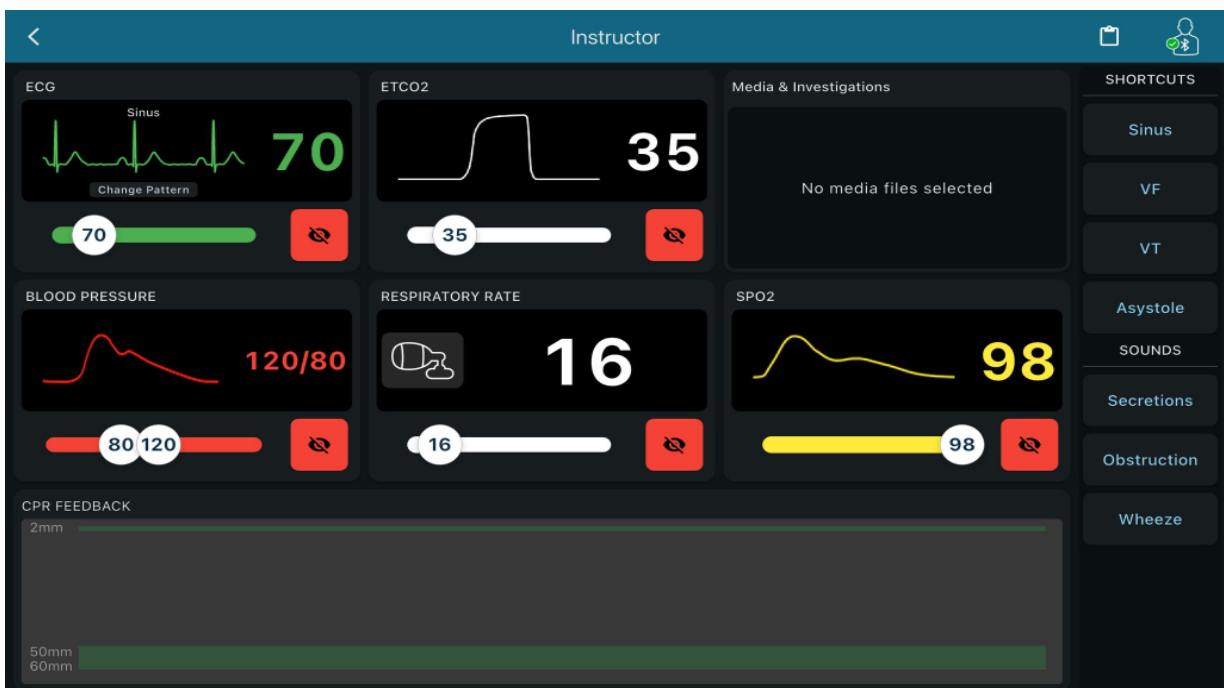 Instructor
ECG
Sinus
70
Change Pattern
70
ETCO2
35
35
Media & Investigations
No media files selected
BLOOD PRESSURE
120/80
80 120
RESPIRATORY RATE
16
16
SPO2
98
98
CPR FEEDBACK
2mm
50mm
60mm
SHORTCUTS
Sinus
VF
VT
Asystole
SOUNDS
Secretions
Obstruction
Wheeze